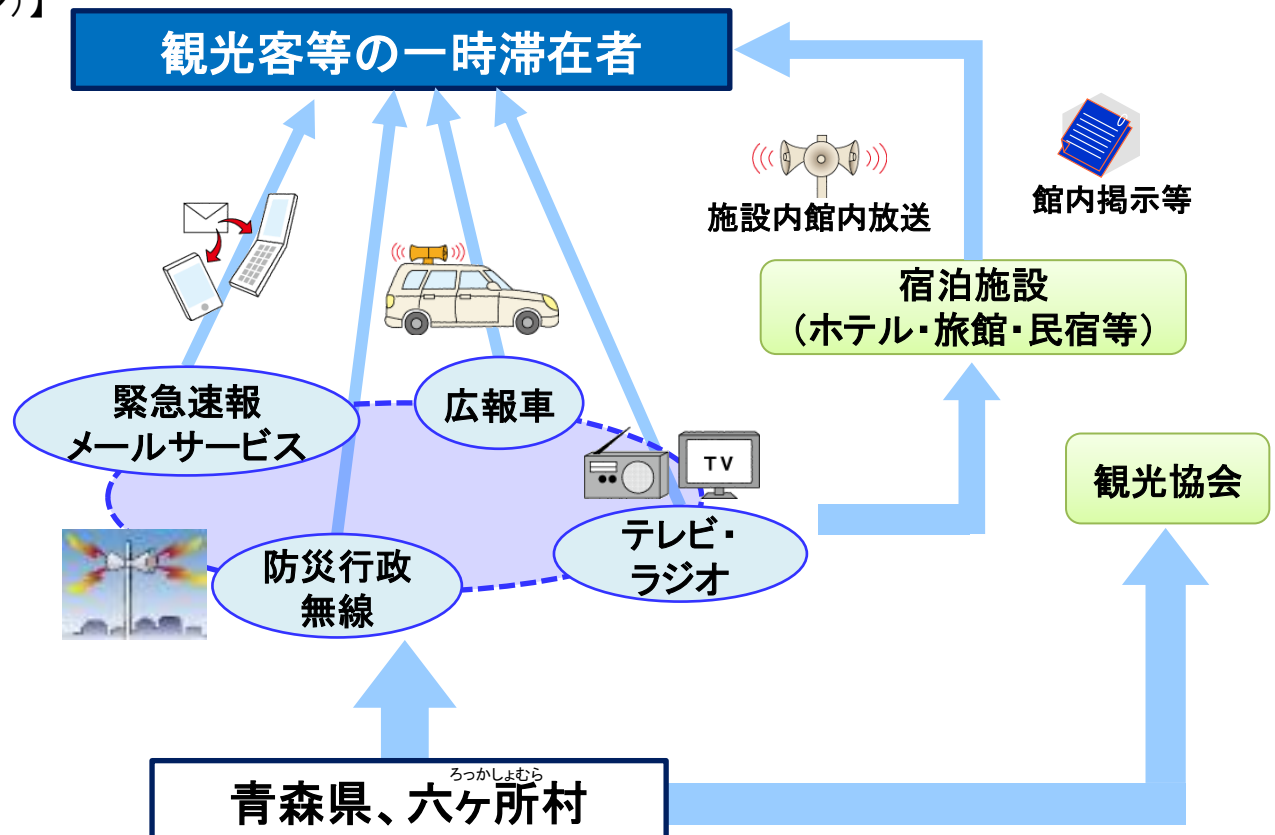 観光客等の一時滞在者
施設内館内放送
館内掲示等
宿泊施設
（ホテル・旅館・民宿等）
緊急速報
メールサービス
広報車
TV
観光協会
テレビ・
ラジオ
防災行政
無線
ろっかしょむら
青森県、六ヶ所村